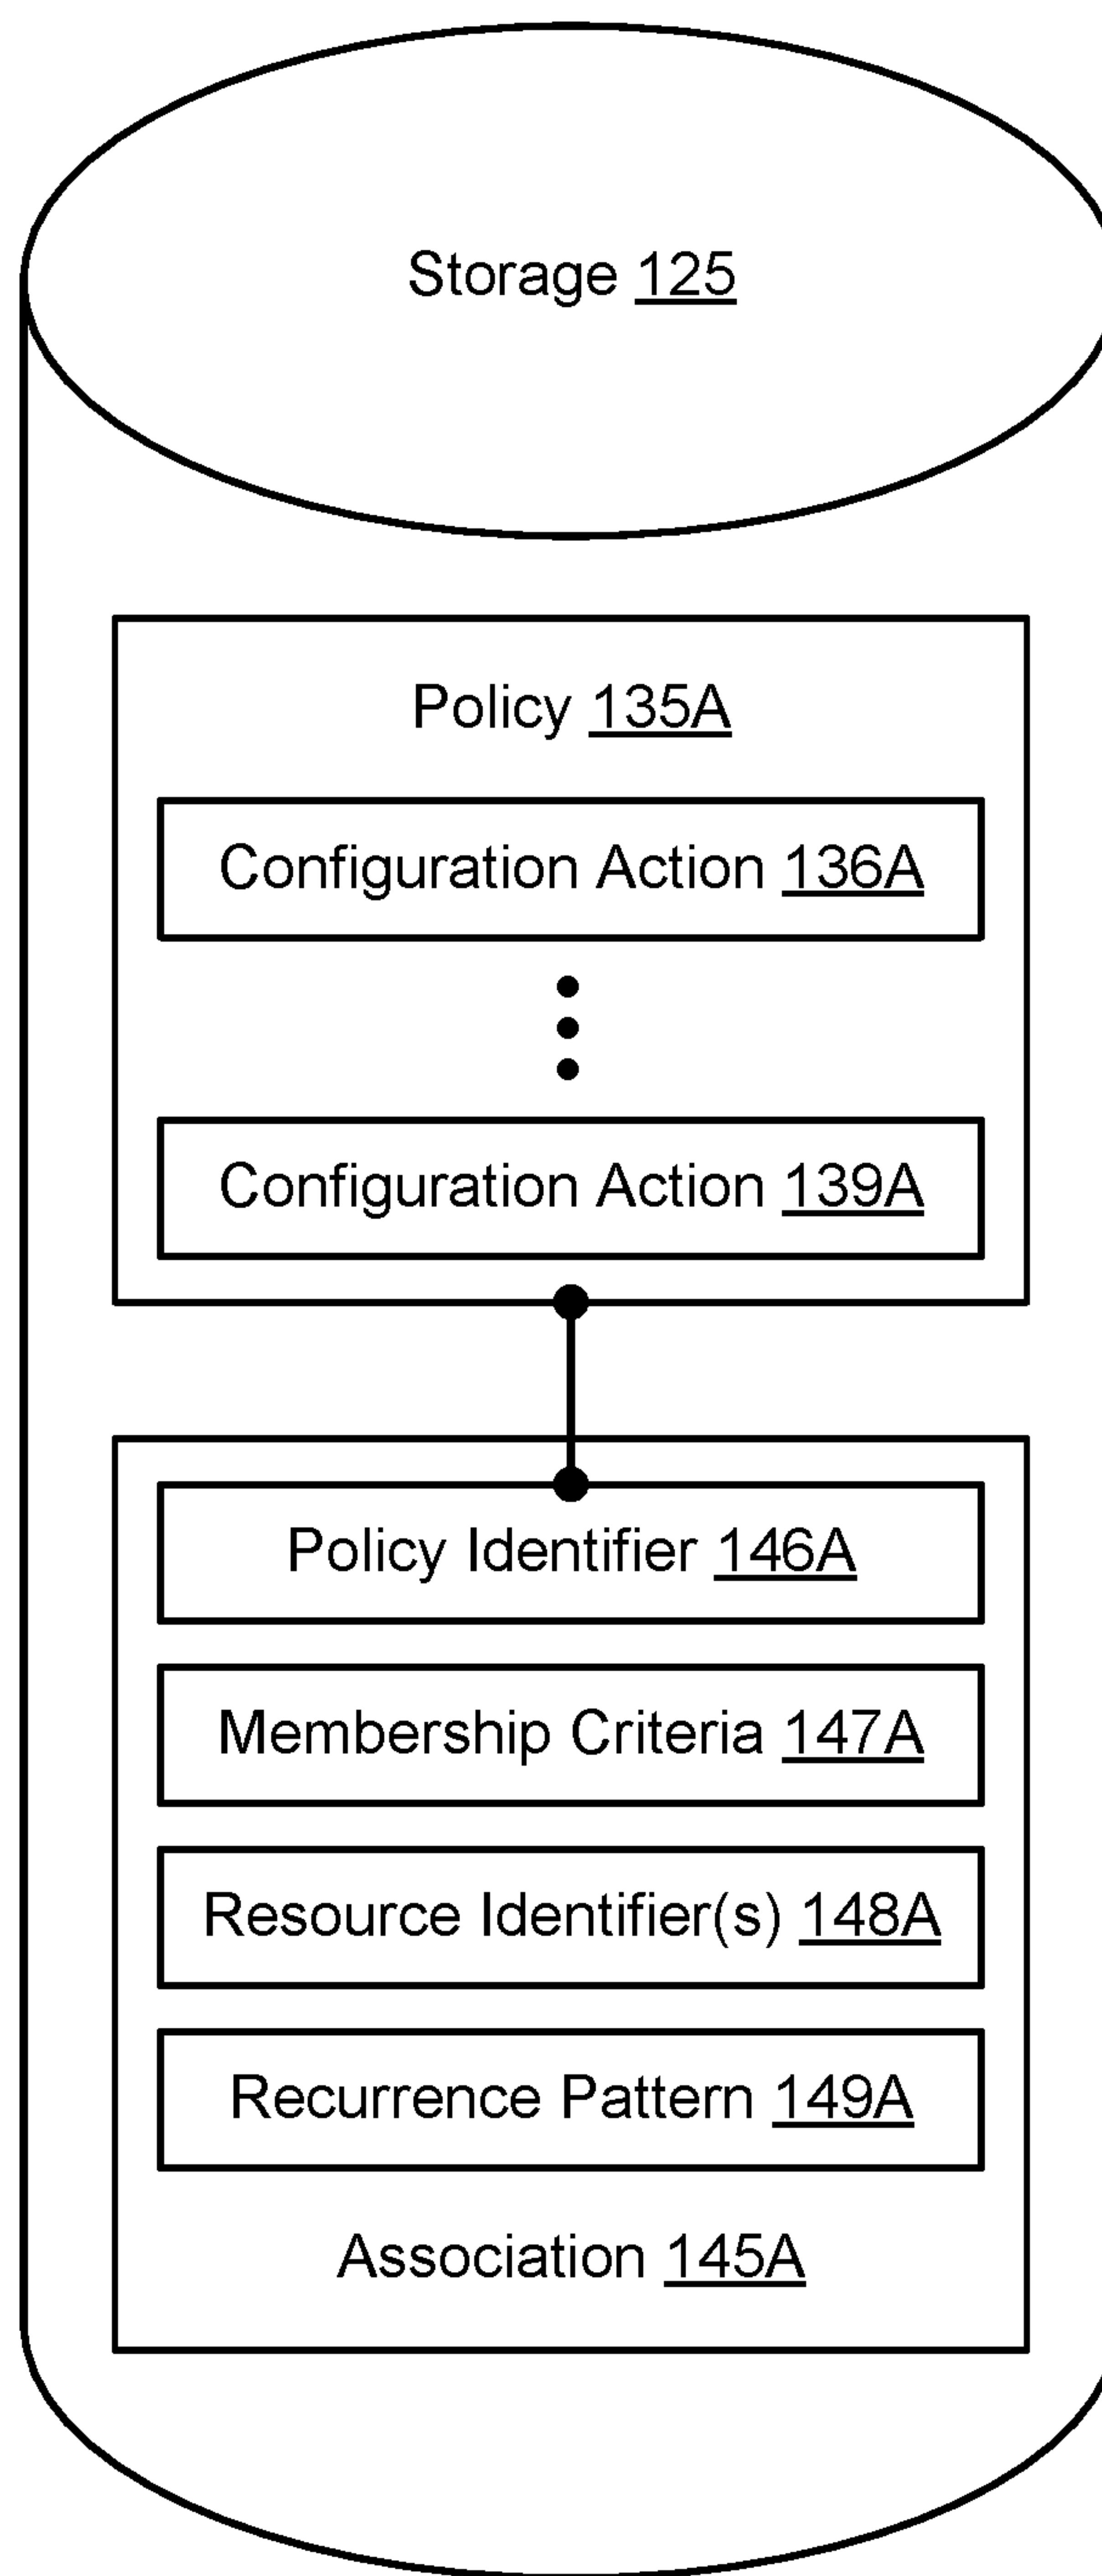 Storage 125
Policy 135A
Configuration Action 136A
Configuration Action 139A
Policy Identifier 146A
Membership Criteria 147A
Resource Identifier(s) 148A
Recurrence Pattern 149A
Association 145A